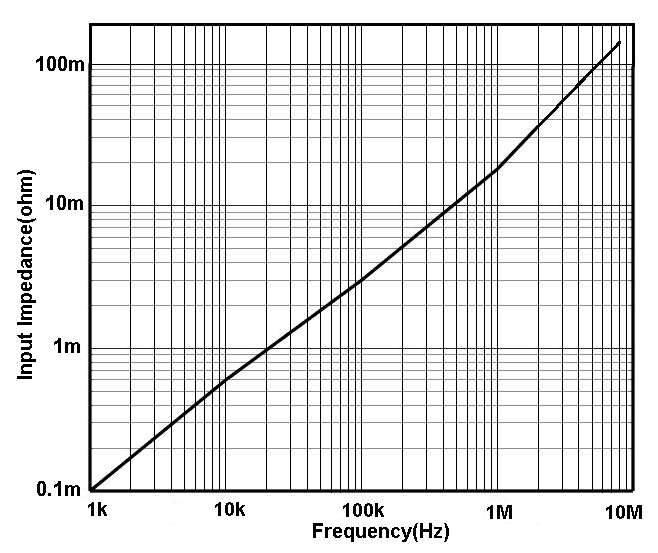 100m
10m
1m
0.1m
Input Impedance(ohm)
1k 10k 100k 1M 10M
Frequency(Hz)